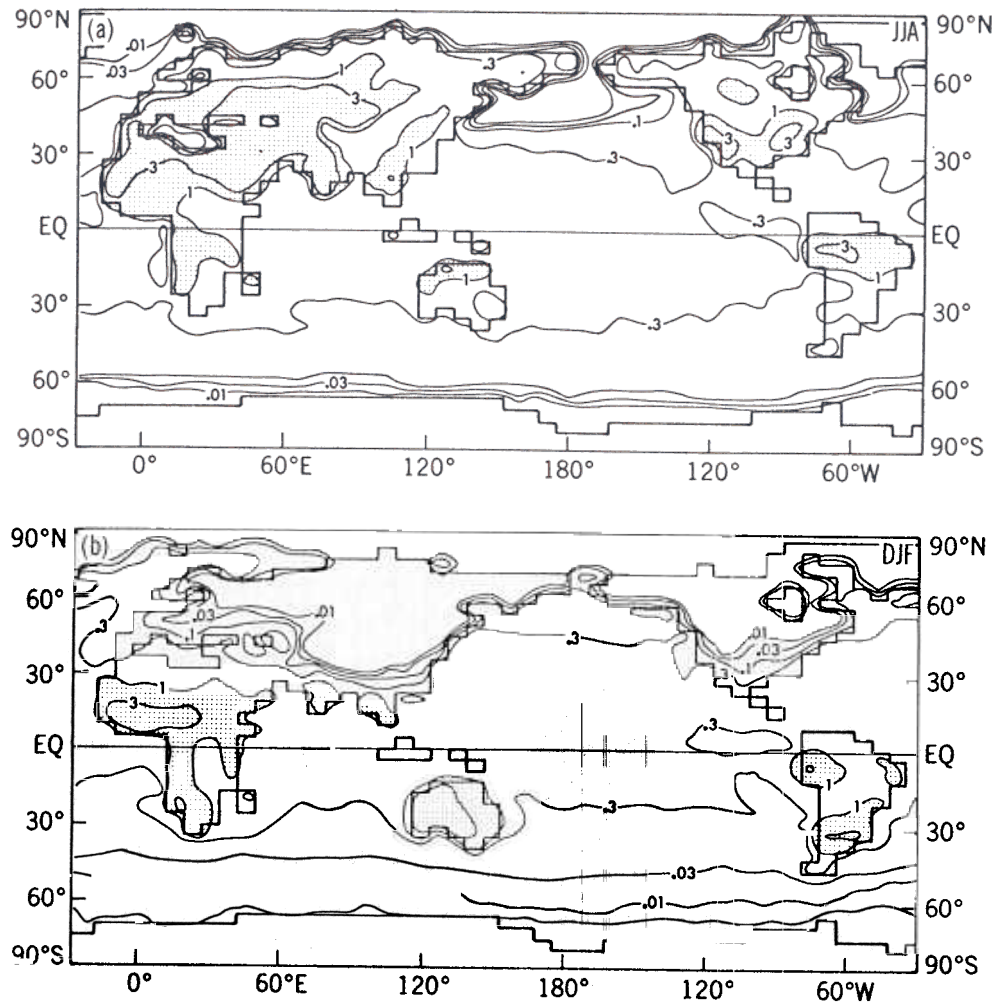 90°N (a) JJA 90°N
.01
.03 1 .3
60° 60° 60°
3 .1
30° .3 1 .3 3 3 30° 30°
1
EQ .3 3 EQ
1 1
30° .3 30°
60° .03 60°
.01
90°S 90°S
0° 60°E 120° 180° 120° 60°W
90°N (b) DJF 90°N
60° .03 .01 60°
.3 .1 .3 .01 .03
30° 1 .3 .1 30°
3 .3
EQ EQ
1
30° .3 1 30°
.03
60° .01 60°
90°S 90°S
0° 60°E 120° 180° 120° 60°W